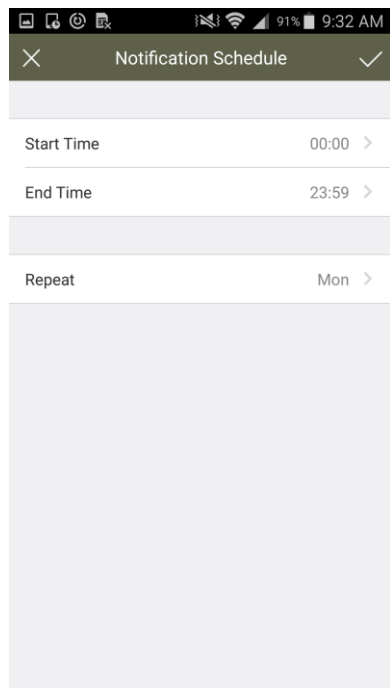 91% 9:32 AM
Notification Schedule
Start Time 00:00
End Time 23:59
Repeat Mon